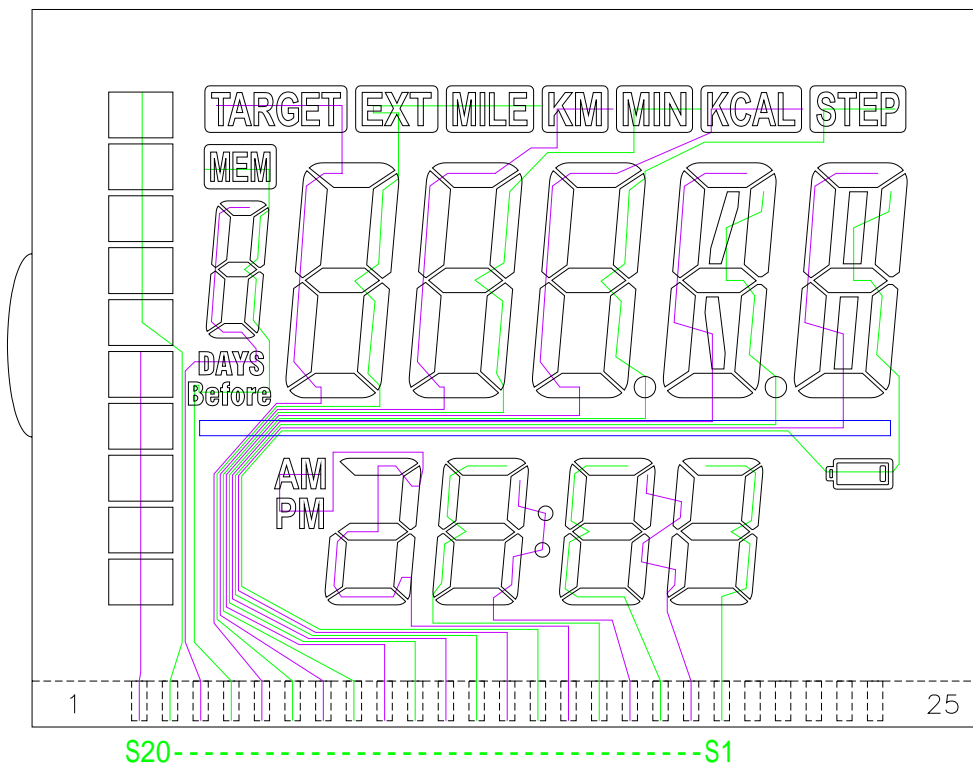 TARGET EXT MILE KM MIN KCAL STEP
MEM
DAYS
Before
AM
PM
1 25
S20 S1